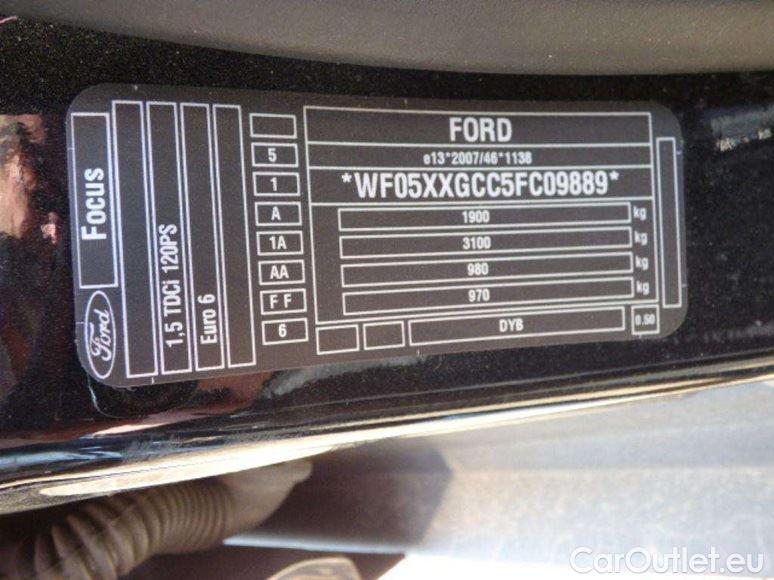 FORD
e13*2007/46*1138
*WF05XXGCC5FC09889*
1900 kg
3100 kg
980 kg
970 kg
DYB
0.50
5
1
A
1A
AA
F F
6
Focus
1,5 TDCi 120PS
Euro 6
Ford
CarOutlet.eu